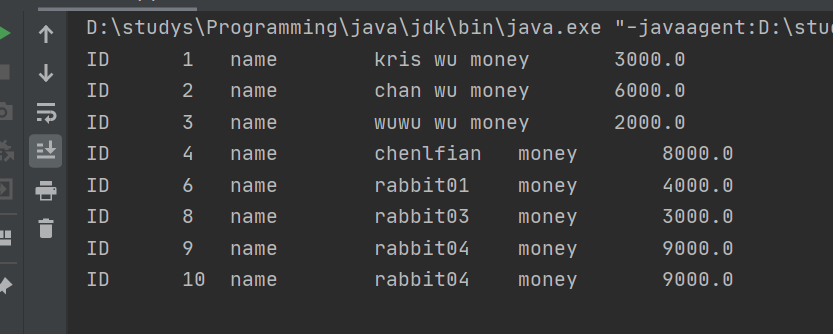 D:\studys\Programming\java\jdk\bin\java.exe "-javaagent:D:\stu
ID 1 name kris wu money 3000.0
ID 2 name chan wu money 6000.0
ID 3 name wuwu wu money 2000.0
ID 4 name chenlfian money 8000.0
ID 6 name rabbit01 money 4000.0
ID 8 name rabbit03 money 3000.0
ID 9 name rabbit04 money 9000.0
ID 10 name rabbit04 money 9000.0